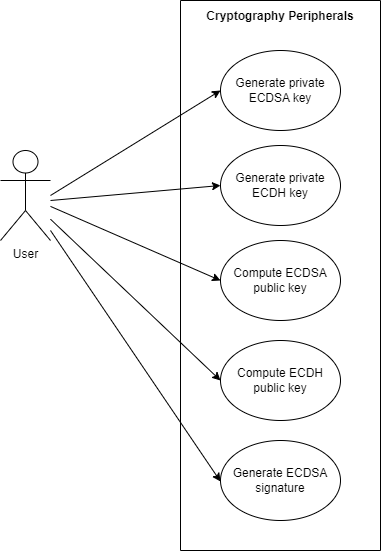 Cryptography Peripherals
Generate private
ECDSA key
Generate private
ECDH key
User
Compute ECDSA
public key
Compute ECDH
public key
Generate ECDSA
signature